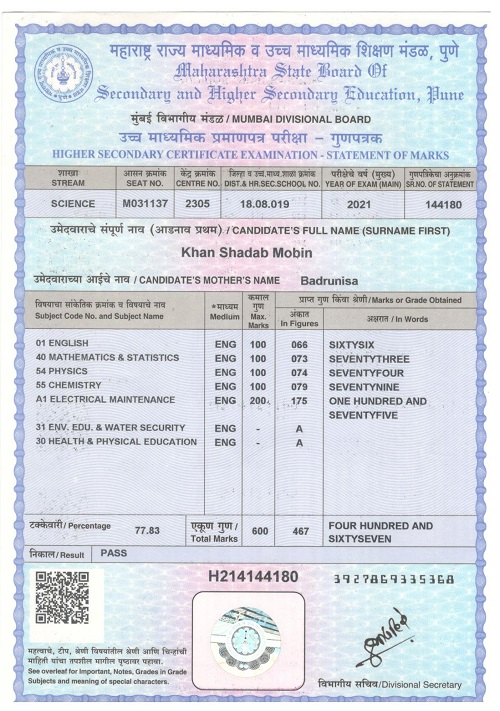 महाराष्ट्र राज्य माध्यमिक व उच्च माध्यमिक शिक्षण मंडळ, पुणे
Maharashtra State Board Of
Secondary and Higher Secondary Education, Pune
मुंबई विभागीय मंडळ / MUMBAI DIVISIONAL BOARD
उच्च माध्यमिक प्रमाणपत्र परीक्षा – गुणपत्रक
HIGHER SECONDARY CERTIFICATE EXAMINATION - STATEMENT OF MARKS
शाखा आसन क्रमांक केंद्र क्रमांक जिल्हा व उच्च.माध्य.शाळा क्रमांक परीक्षेचे वर्ष (मुख्य) गुणपत्रिकेचा अनुक्रमांक
STREAM SEAT NO. CENTRE NO. DIST.& HR.SEC.SCHOOL NO. YEAR OF EXAM (MAIN) SR.NO. OF STATEMENT
SCIENCE M031137 2305 18.08.019 2021 144180
उमेदवाराचे संपूर्ण नाव (आडनाव प्रथम) / CANDIDATE'S FULL NAME (SURNAME FIRST)
Khan Shadab Mobin
उमेदवाराच्या आईचे नाव / CANDIDATE'S MOTHER'S NAME Badrunisa
विषयाचा सांकेतिक क्रमांक व विषयाचे नाव
Subject Code No. and Subject Name
*माध्यम
Medium
कमाल
गुण
Max.
Marks
प्राप्त गुण किंवा श्रेणी/Marks or Grade Obtained
अंकात
In Figures
अक्षरात / In Words
01 ENGLISH ENG 100 066 SIXTYSIX
40 MATHEMATICS & STATISTICS ENG 100 073 SEVENTYTHREE
54 PHYSICS ENG 100 074 SEVENTYFOUR
55 CHEMISTRY ENG 100 079 SEVENTYNINE
A1 ELECTRICAL MAINTENANCE ENG 200 175 ONE HUNDRED AND
SEVENTYFIVE
31 ENV. EDU. & WATER SECURITY ENG - A
30 HEALTH & PHYSICAL EDUCATION ENG - A
टक्केवारी/ Percentage 77.83 एकूण गुण / Total Marks 600 467 FOUR HUNDRED AND
SIXTYSEVEN
निकाल/ Result PASS
H214144180
3927869335368
महत्वाचे, टीप, श्रेणी विषयांतील श्रेणी आणि चिन्हांची
माहिती यांचा तपशील मागील पृष्ठावर पहावा.
See overleaf for Important, Notes, Grades in Grade
Subjects and meaning of special characters.
विभागीय सचिव/Divisional Secretary